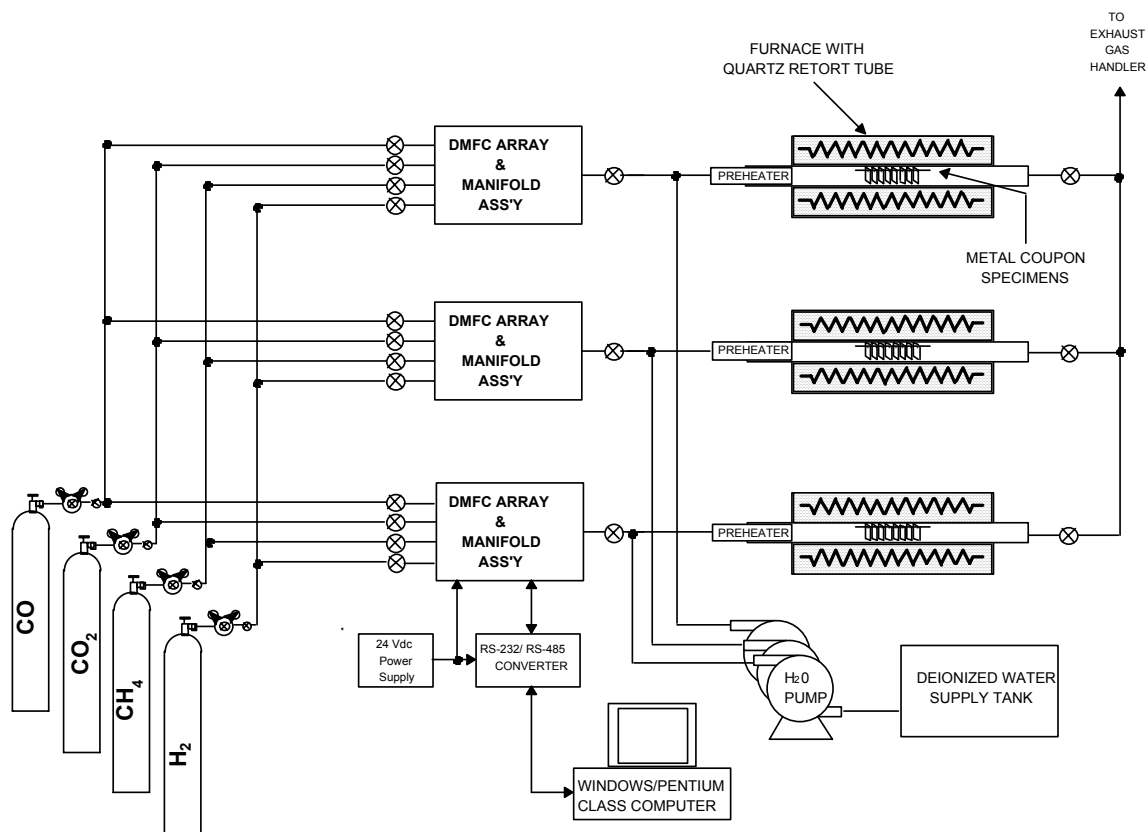 TO
EXHAUST
GAS
HANDLER
FURNACE WITH
QUARTZ RETORT TUBE
DMFC ARRAY
&
MANIFOLD
ASS'Y
PREHEATER
METAL COUPON
SPECIMENS
DMFC ARRAY
&
MANIFOLD
ASS'Y
PREHEATER
DMFC ARRAY
&
MANIFOLD
ASS'Y
PREHEATER
CO
CO₂
CH₄
H₂
24 Vdc
Power
Supply
RS-232/ RS-485
CONVERTER
H₂0
PUMP
DEIONIZED WATER
SUPPLY TANK
WINDOWS/PENTIUM
CLASS COMPUTER